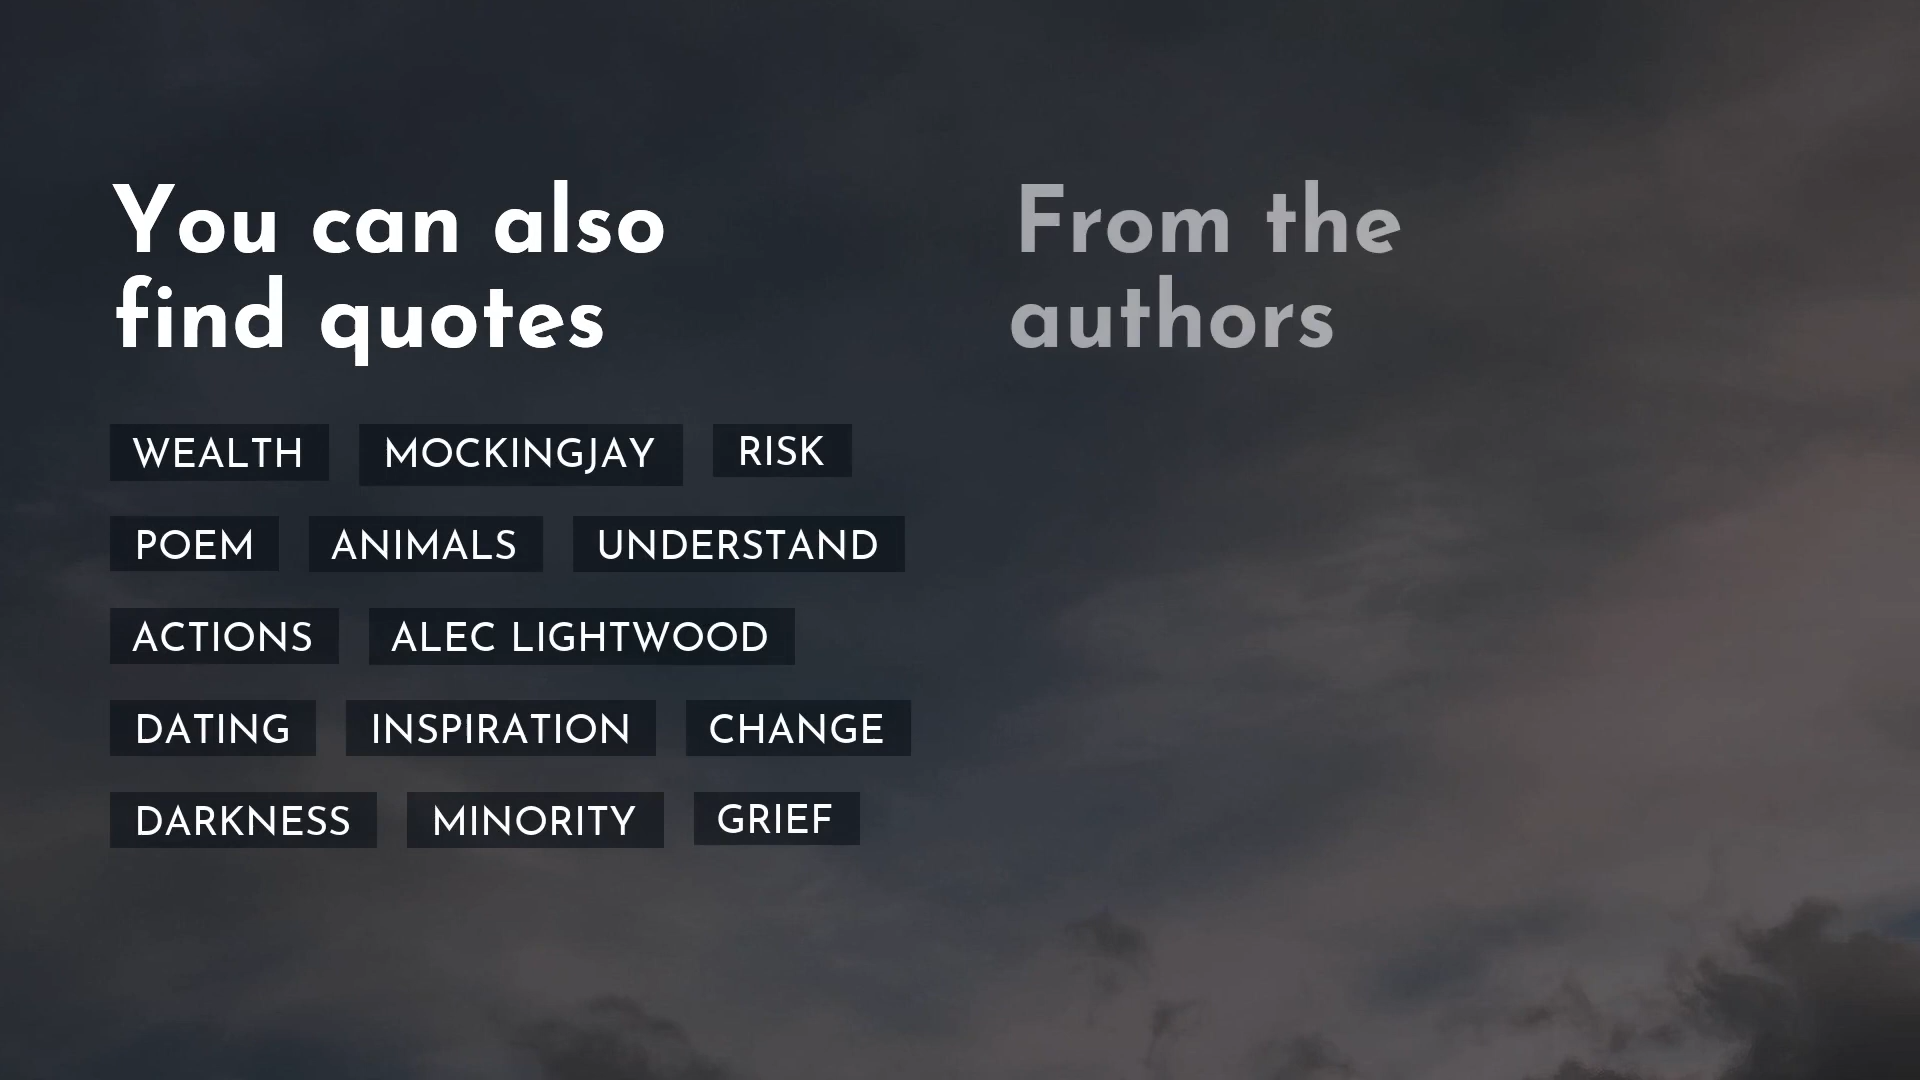 You can also
find quotes
WEALTH MOCKINGJAY RISK
POEM ANIMALS UNDERSTAND
ACTIONS ALEC LIGHTWOOD
DATING INSPIRATION CHANGE
DARKNESS MINORITY GRIEF
From the
authors